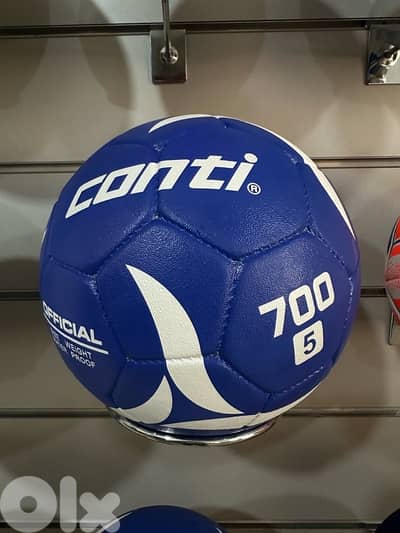 conti®
700
5
OFFICIAL
WEIGHT
PROOF
Olx